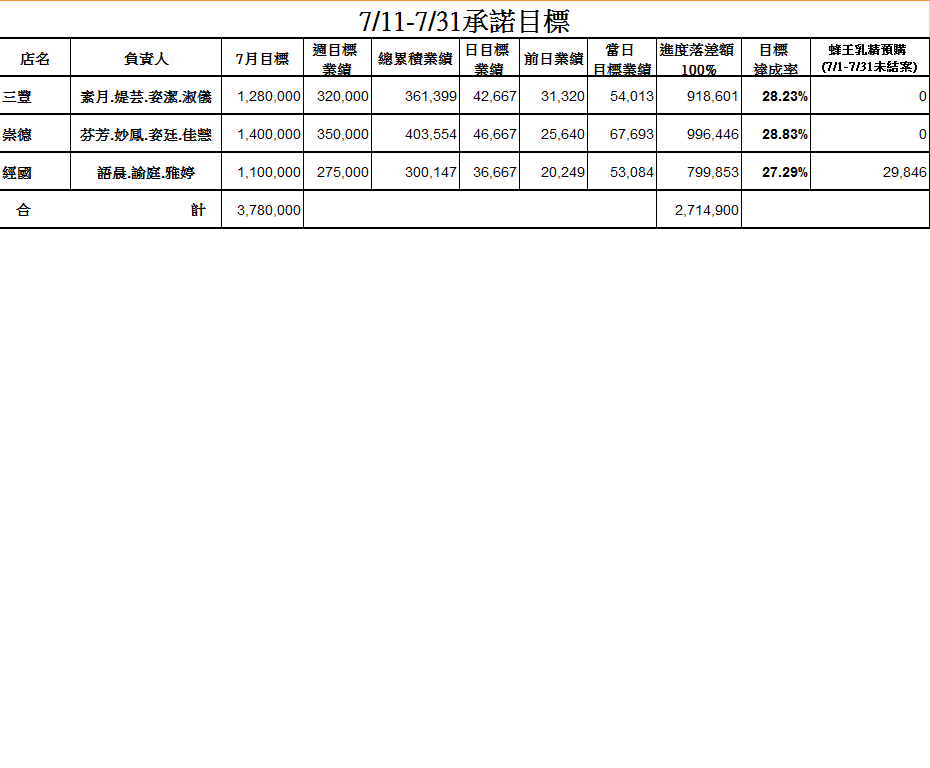 7/11-7/31承諾目標
店名 負責人 7月目標 週目標業績 總累積業績 日目標業績 前日業績 當日目標業績 進度落差額100% 目標達成率 蜂王乳精預購(7/1-7/31未結案)
三豐 素月.媞芸.姿潔.淑儀 1,280,000 320,000 361,399 42,667 31,320 54,013 918,601 28.23% 0
崇德 芬芳.妙鳳.姿廷.佳慧 1,400,000 350,000 403,554 46,667 25,640 67,693 996,446 28.83% 0
經國 語晨.諭庭.雅婷 1,100,000 275,000 300,147 36,667 20,249 53,084 799,853 27.29% 29,846
合計 3,780,000 2,714,900